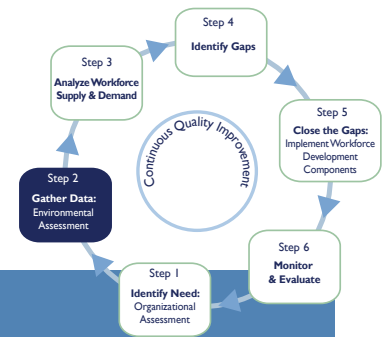 Step 4
Identify Gaps
Step 3
Analyze Workforce
Supply & Demand
Step 5
Close the Gaps:
Implement Workforce
Development
Components
Continuous Quality Improvement
Step 2
Gather Data:
Environmental
Assessment
Step 6
Monitor
& Evaluate
Step 1
Identify Need:
Organizational
Assessment